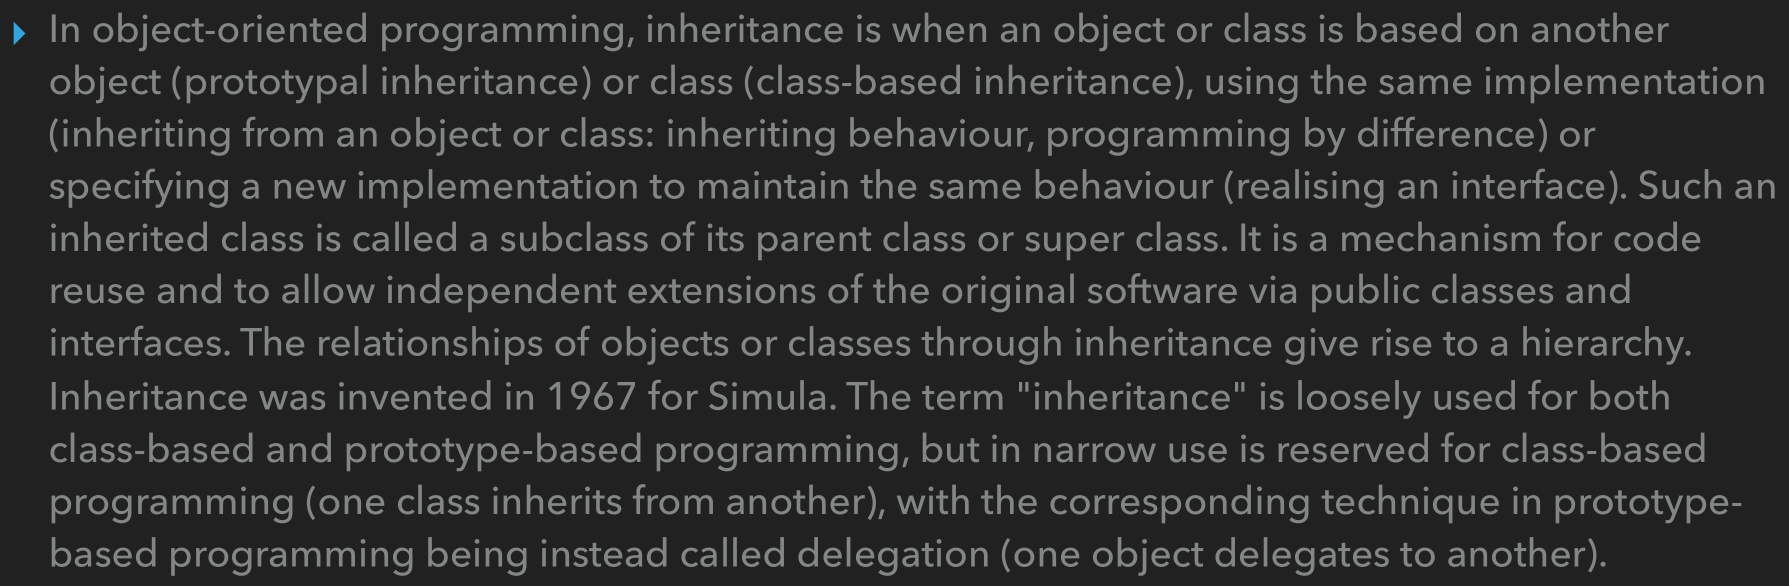 In object-oriented programming, inheritance is when an object or class is based on another
object (prototypal inheritance) or class (class-based inheritance), using the same implementation
(inheriting from an object or class: inheriting behaviour, programming by difference) or
specifying a new implementation to maintain the same behaviour (realising an interface). Such an
inherited class is called a subclass of its parent class or super class. It is a mechanism for code
reuse and to allow independent extensions of the original software via public classes and
interfaces. The relationships of objects or classes through inheritance give rise to a hierarchy.
Inheritance was invented in 1967 for Simula. The term "inheritance" is loosely used for both
class-based and prototype-based programming, but in narrow use is reserved for class-based
programming (one class inherits from another), with the corresponding technique in prototype-
based programming being instead called delegation (one object delegates to another).